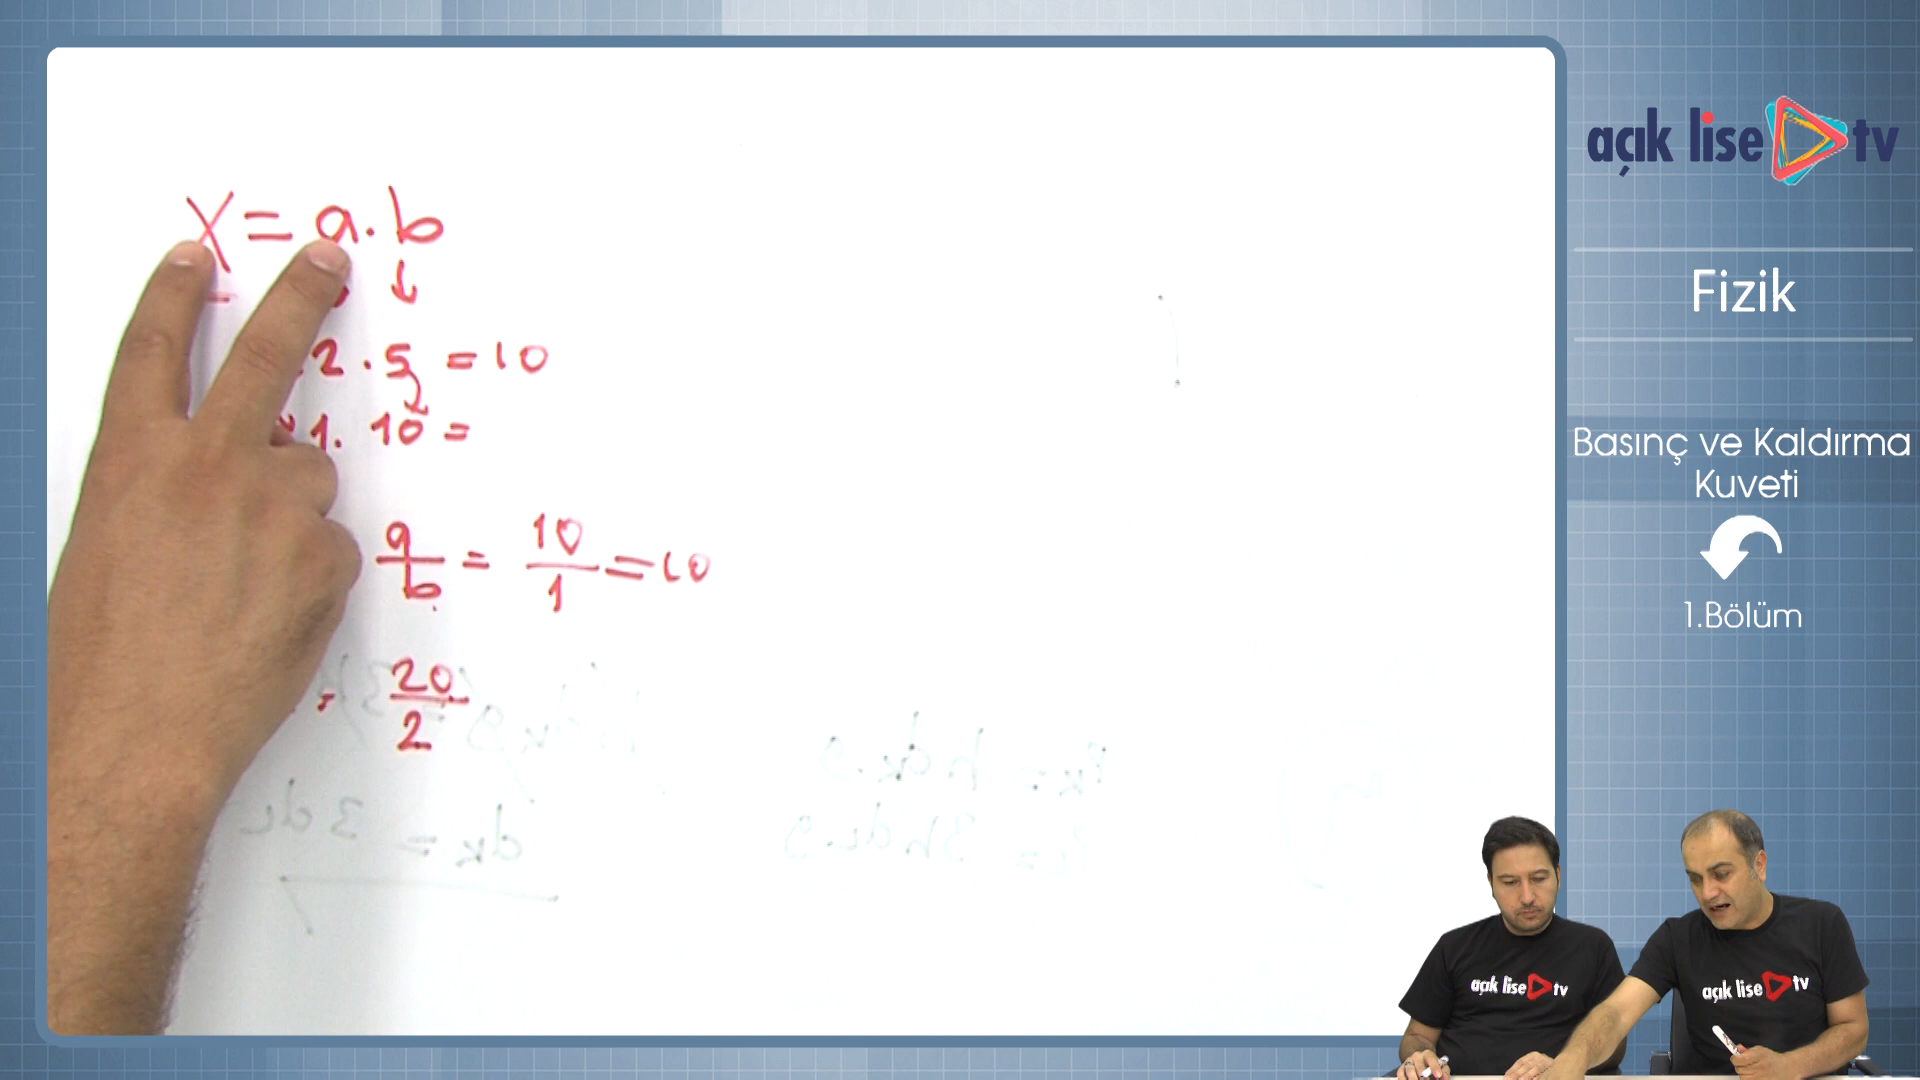 x = a . b
2 . 5 = 10
1 . 10 =
a/b = 10/1 = 10
= 20/2
açık lise tv
Fizik
Basınç ve Kaldırma
Kuveti
1.Bölüm
açık lise tv
açık lise tv